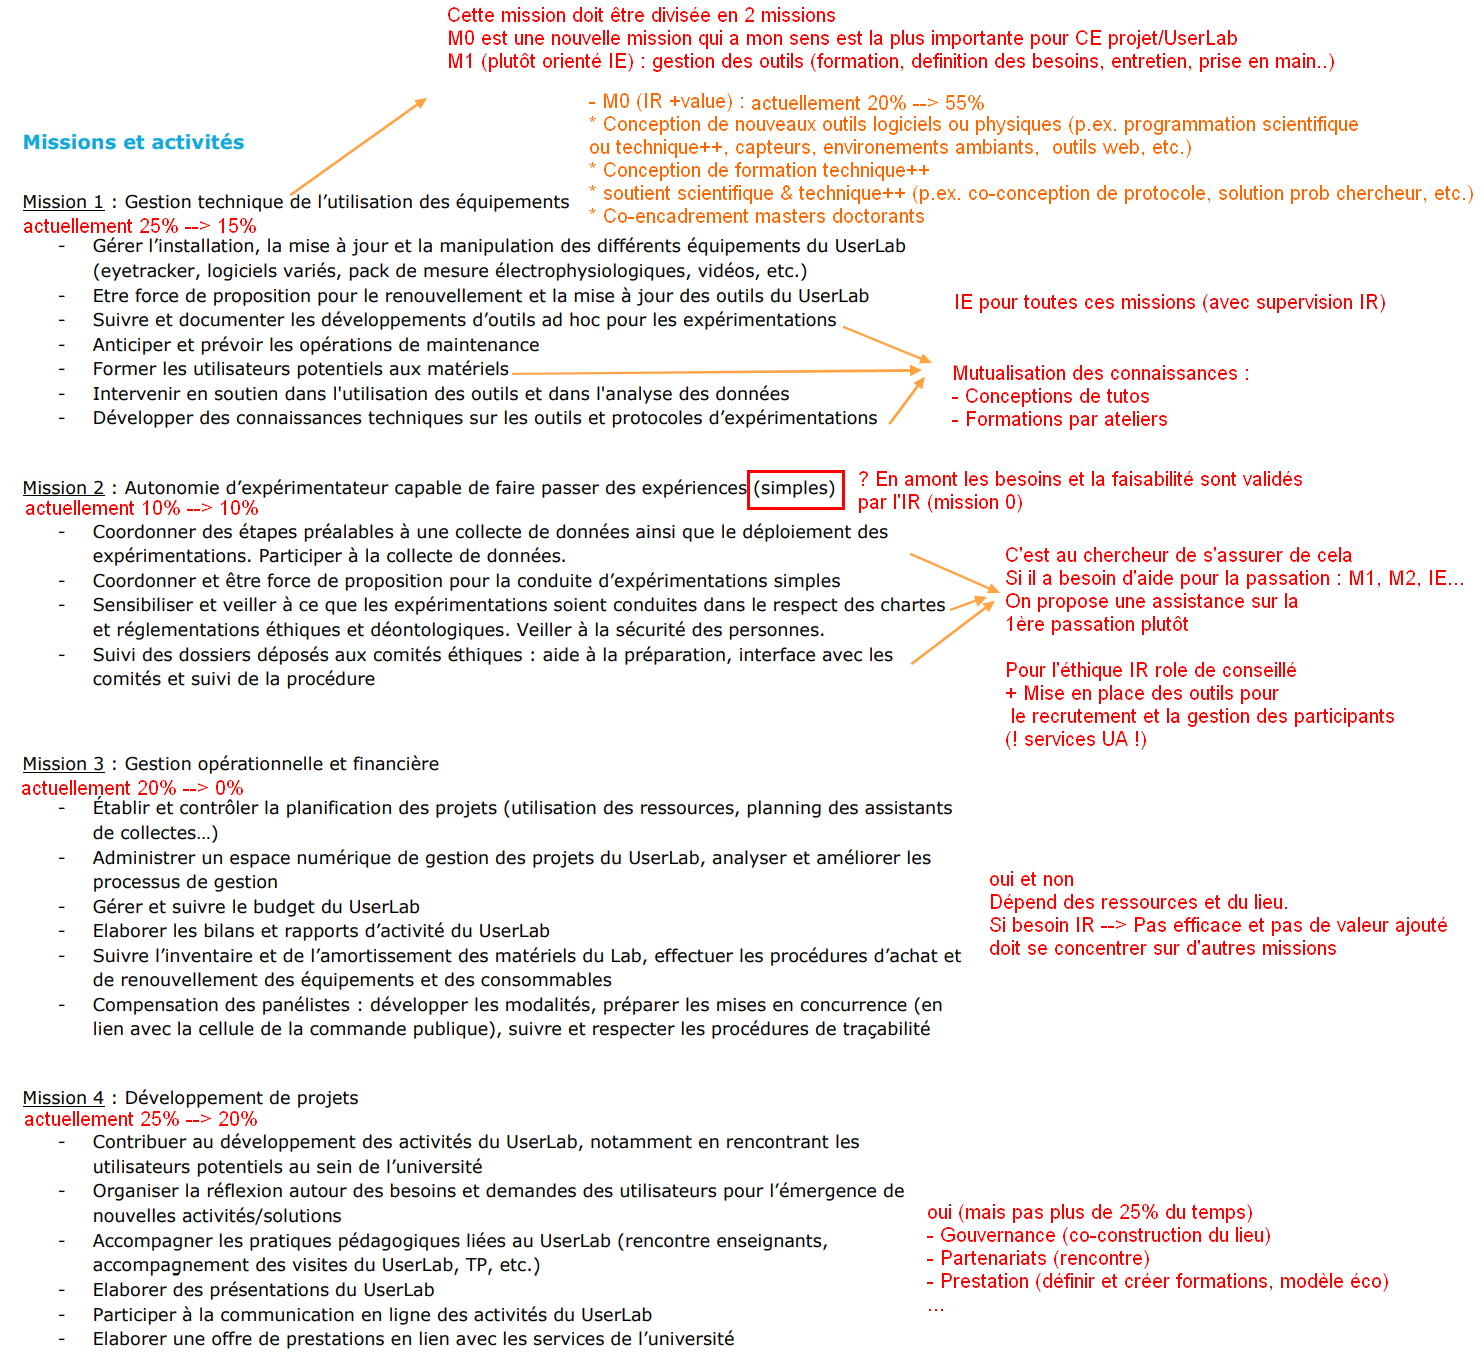 Cette mission doit être divisée en 2 missions
M0 est une nouvelle mission qui a mon sens est la plus importante pour CE projet/UserLab
M1 (plutôt orienté IE) : gestion des outils (formation, definition des besoins, entretien, prise en main..)
- M0 (IR +value) : actuellement 20% --> 55%
* Conception de nouveaux outils logiciels ou physiques (p.ex. programmation scientifique
ou technique++, capteurs, environements ambiants, outils web, etc.)
* Conception de formation technique++
* soutient scientifique & technique++ (p.ex. co-conception de protocole, solution prob chercheur, etc.)
* Co-encadrement masters doctorants
Missions et activités
Mission 1 : Gestion technique de l’utilisation des équipements
actuellement 25% --> 15%
- Gérer l’installation, la mise à jour et la manipulation des différents équipements du UserLab
(eyetracker, logiciels variés, pack de mesure électrophysiologiques, vidéos, etc.)
- Etre force de proposition pour le renouvellement et la mise à jour des outils du UserLab
- Suivre et documenter les développements d’outils ad hoc pour les expérimentations
- Anticiper et prévoir les opérations de maintenance
- Former les utilisateurs potentiels aux matériels
- Intervenir en soutien dans l'utilisation des outils et dans l'analyse des données
- Développer des connaissances techniques sur les outils et protocoles d’expérimentations
IE pour toutes ces missions (avec supervision IR)
Mutualisation des connaissances :
- Conceptions de tutos
- Formations par ateliers
Mission 2 : Autonomie d’expérimentateur capable de faire passer des expériences (simples)
actuellement 10% --> 10%
? En amont les besoins et la faisabilité sont validés
par l'IR (mission 0)
- Coordonner des étapes préalables à une collecte de données ainsi que le déploiement des
expérimentations. Participer à la collecte de données.
- Coordonner et être force de proposition pour la conduite d’expérimentations simples
- Sensibiliser et veiller à ce que les expérimentations soient conduites dans le respect des chartes
et réglementations éthiques et déontologiques. Veiller à la sécurité des personnes.
- Suivi des dossiers déposés aux comités éthiques : aide à la préparation, interface avec les
comités et suivi de la procédure
C'est au chercheur de s'assurer de cela
Si il a besoin d'aide pour la passation : M1, M2, IE...
On propose une assistance sur la
1ère passation plutôt
Pour l'éthique IR role de conseillé
+ Mise en place des outils pour
le recrutement et la gestion des participants
(! services UA !)
Mission 3 : Gestion opérationnelle et financière
actuellement 20% --> 0%
- Établir et contrôler la planification des projets (utilisation des ressources, planning des assistants
de collectes…)
- Administrer un espace numérique de gestion des projets du UserLab, analyser et améliorer les
processus de gestion
- Gérer et suivre le budget du UserLab
- Elaborer les bilans et rapports d’activité du UserLab
- Suivre l’inventaire et de l’amortissement des matériels du Lab, effectuer les procédures d’achat et
de renouvellement des équipements et des consommables
- Compensation des panélistes : développer les modalités, préparer les mises en concurrence (en
lien avec la cellule de la commande publique), suivre et respecter les procédures de traçabilité
oui et non
Dépend des ressources et du lieu.
Si besoin IR --> Pas efficace et pas de valeur ajouté
doit se concentrer sur d'autres missions
Mission 4 : Développement de projets
actuellement 25% --> 20%
- Contribuer au développement des activités du UserLab, notamment en rencontrant les
utilisateurs potentiels au sein de l’université
- Organiser la réflexion autour des besoins et demandes des utilisateurs pour l’émergence de
nouvelles activités/solutions
- Accompagner les pratiques pédagogiques liées au UserLab (rencontre enseignants,
accompagnement des visites du UserLab, TP, etc.)
- Elaborer des présentations du UserLab
- Participer à la communication en ligne des activités du UserLab
- Elaborer une offre de prestations en lien avec les services de l’université
oui (mais pas plus de 25% du temps)
- Gouvernance (co-construction du lieu)
- Partenariats (rencontre)
- Prestation (définir et créer formations, modèle éco)
...